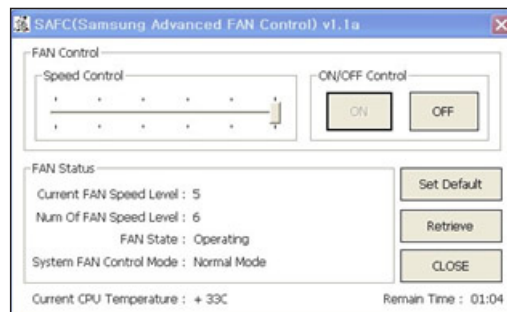 SAFC(Samsung Advanced FAN Control) v1.1a
FAN Control
Speed Control
ON/OFF Control
ON
OFF
FAN Status
Current FAN Speed Level : 5
Num Of FAN Speed Level : 6
FAN State : Operating
System FAN Control Mode : Normal Mode
Set Default
Retrieve
CLOSE
Current CPU Temperature : + 33C
Remain Time : 01:04